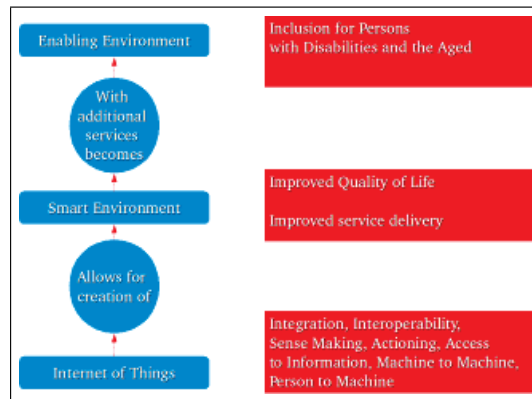 Enabling Environment
Inclusion for Persons
with Disabilities and the Aged
With
additional
services
becomes
Smart Environment
Improved Quality of Life
Improved service delivery
Allows for
creation of
Internet of Things
Integration, Interoperability,
Sense Making, Actioning, Access
to Information, Machine to Machine,
Person to Machine